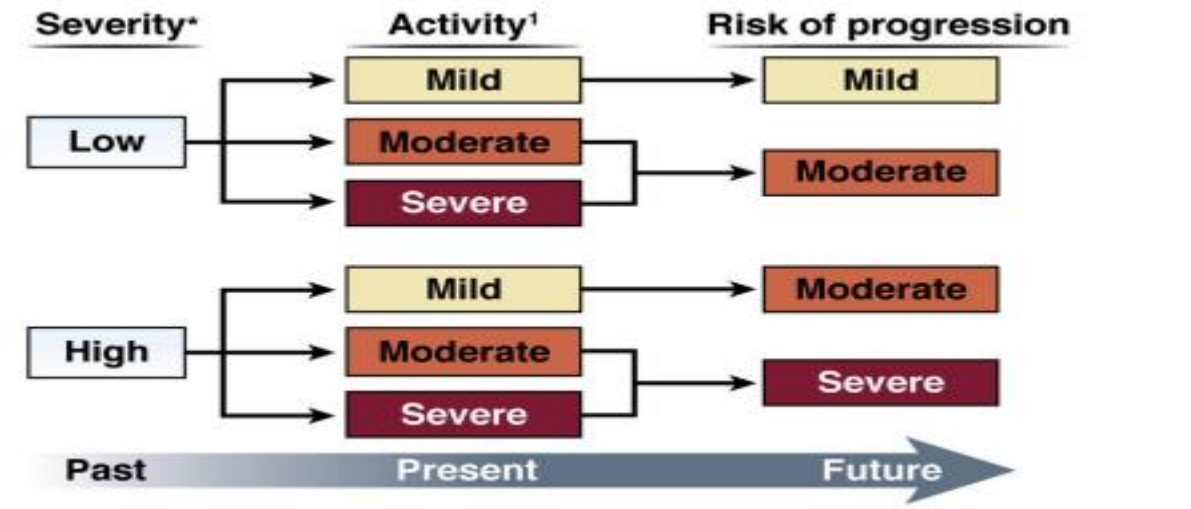 Severity*
Activity¹
Risk of progression
Low
Mild
Moderate
Severe
Mild
Moderate
High
Mild
Moderate
Severe
Moderate
Severe
Past
Present
Future